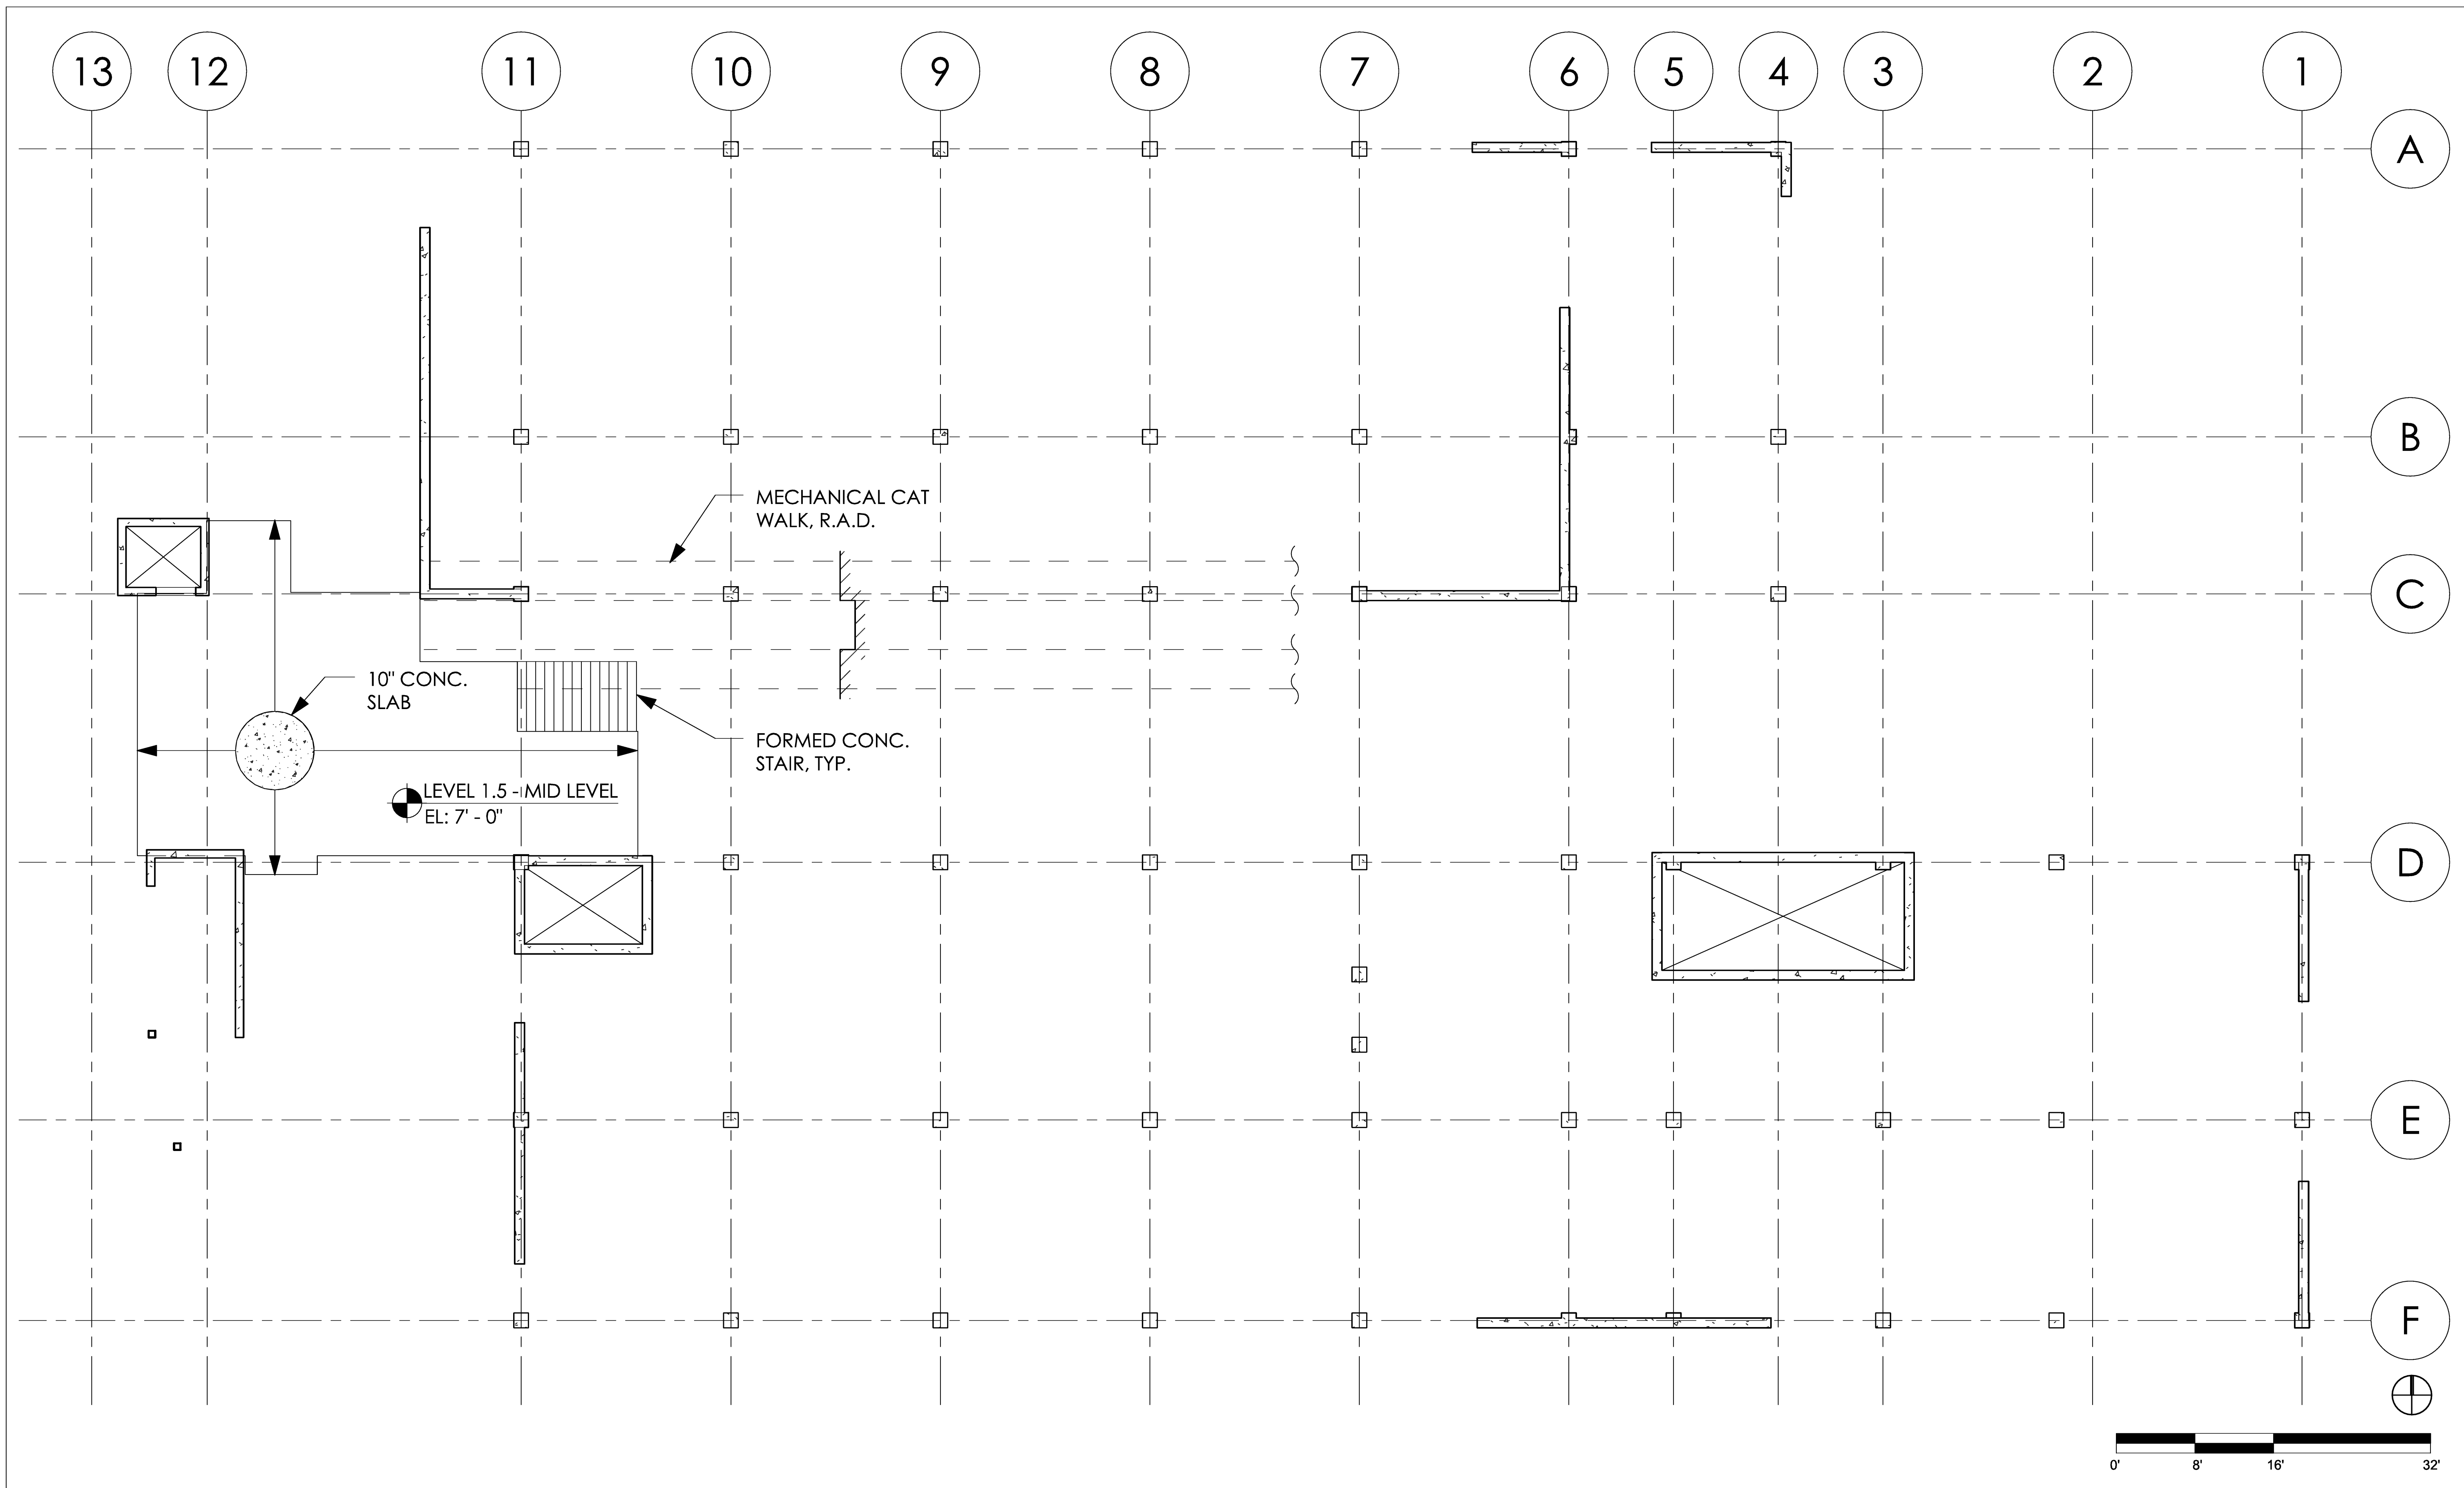 13 12 11 10 9 8 7 6 5 4 3 2 1
A
B
MECHANICAL CAT
WALK, R.A.D.
C
10" CONC.
SLAB
FORMED CONC.
STAIR, TYP.
LEVEL 1.5 - MID LEVEL
EL: 7' - 0"
D
E
F
0' 8' 16' 32'